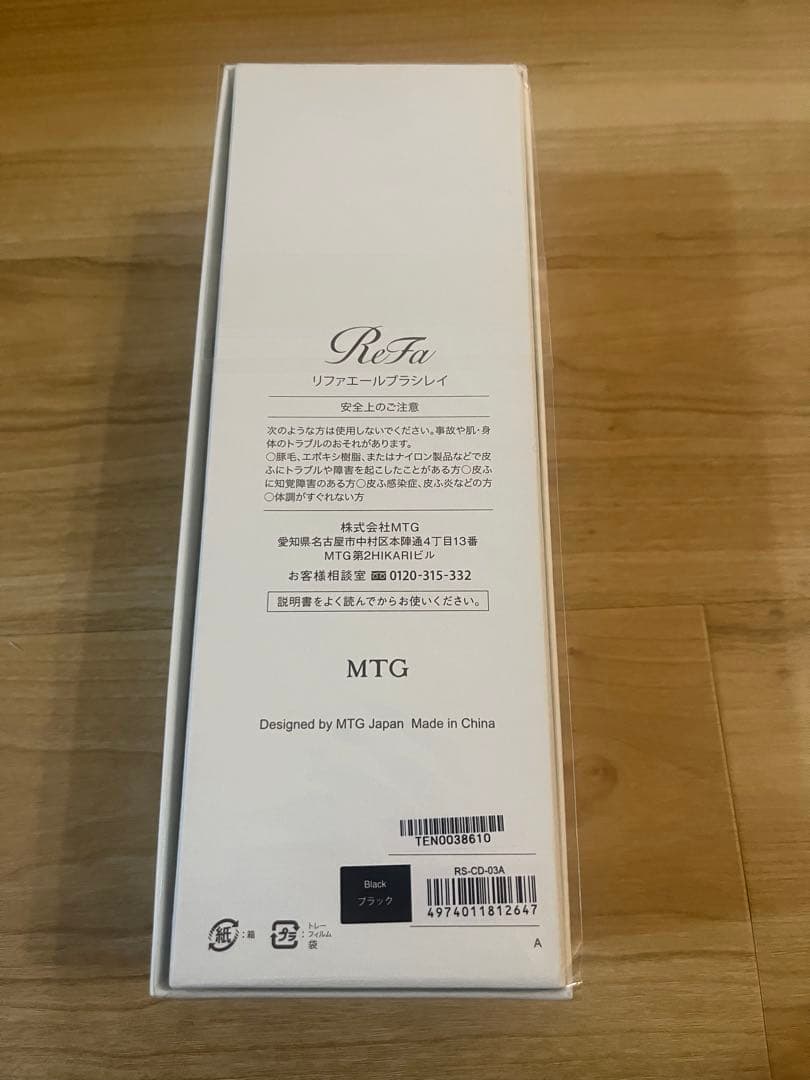 ReFa
リファエールブラシレイ
安全上のご注意
次のような方は使用しないでください。事故や肌・身
体のトラブルのおそれがあります。
○豚毛、エポキシ樹脂、またはナイロン製品などで皮
ふにトラブルや障害を起こしたことがある方○皮ふ
に知覚障害のある方○皮ふ感染症、皮ふ炎などの方
○体調がすぐれない方
株式会社MTG
愛知県名古屋市中村区本陣通4丁目13番
MTG第2HIKARIビル
お客様相談室 0120-315-332
説明書をよく読んでからお使いください。
MTG
Designed by MTG Japan Made in China
TEN0038610
RS-CD-03A
Black
ブラック
4974011812647
紙：箱
プラ：トレー
フィルム
袋
A